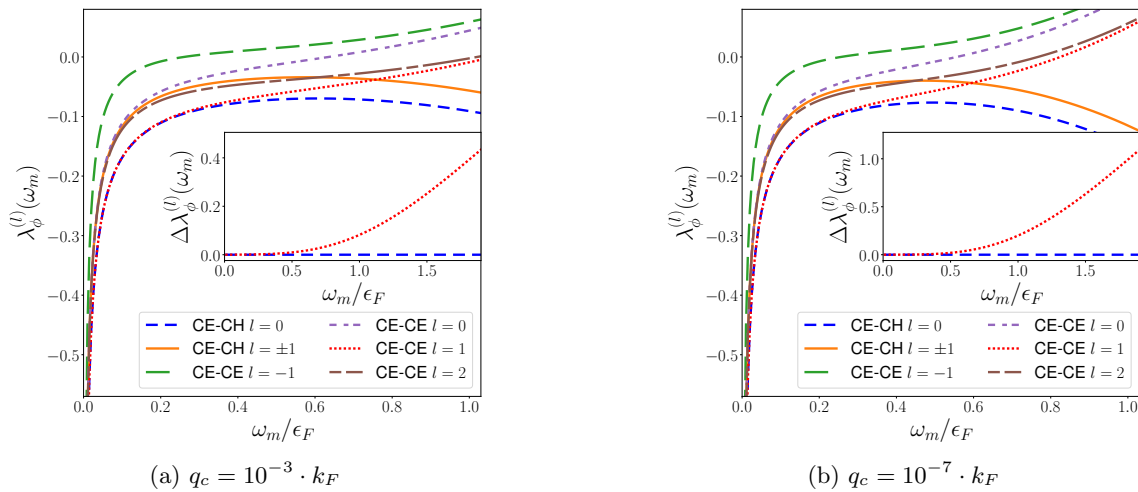 0.0
−0.1
−0.2
−0.3
−0.4
−0.5
λ_ϕ^(l)(ω_m)
0.0 0.2 0.4 0.6 0.8 1.0
ω_m/ϵ_F
0.4
0.2
0.0
Δλ_ϕ^(l)(ω_m)
0.0 0.5 1.0 1.5
ω_m/ϵ_F
CE-CH l = 0 CE-CE l = 0
CE-CH l = ±1 CE-CE l = 1
CE-CE l = −1 CE-CE l = 2
(a) q_c = 10^−3 · k_F
0.0
−0.1
−0.2
−0.3
−0.4
−0.5
λ_ϕ^(l)(ω_m)
0.0 0.2 0.4 0.6 0.8 1.0
ω_m/ϵ_F
1.0
0.5
0.0
Δλ_ϕ^(l)(ω_m)
0.0 0.5 1.0 1.5
ω_m/ϵ_F
CE-CH l = 0 CE-CE l = 0
CE-CH l = ±1 CE-CE l = 1
CE-CE l = −1 CE-CE l = 2
(b) q_c = 10^−7 · k_F